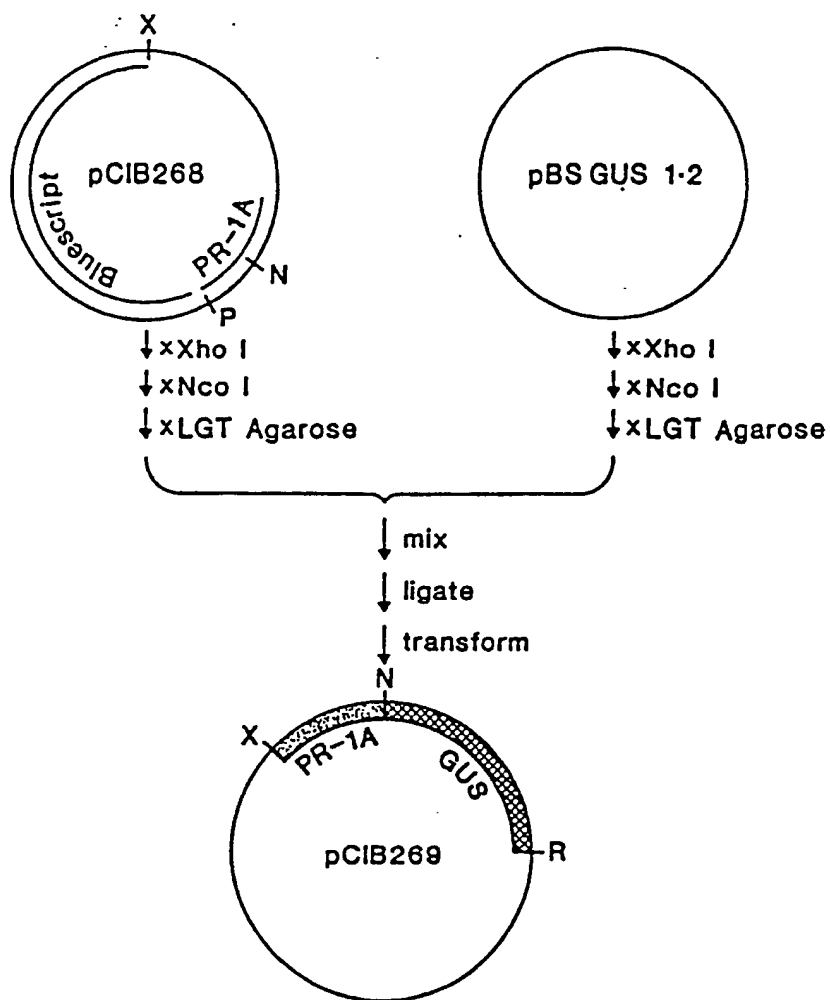 X
pCIB268
Bluescript
PR-1A
N
P
xXho I
xNco I
xLGT Agarose
pBS GUS 1·2
xXho I
xNco I
xLGT Agarose
mix
ligate
transform
N
X
PR-1A
GUS
R
pCIB269